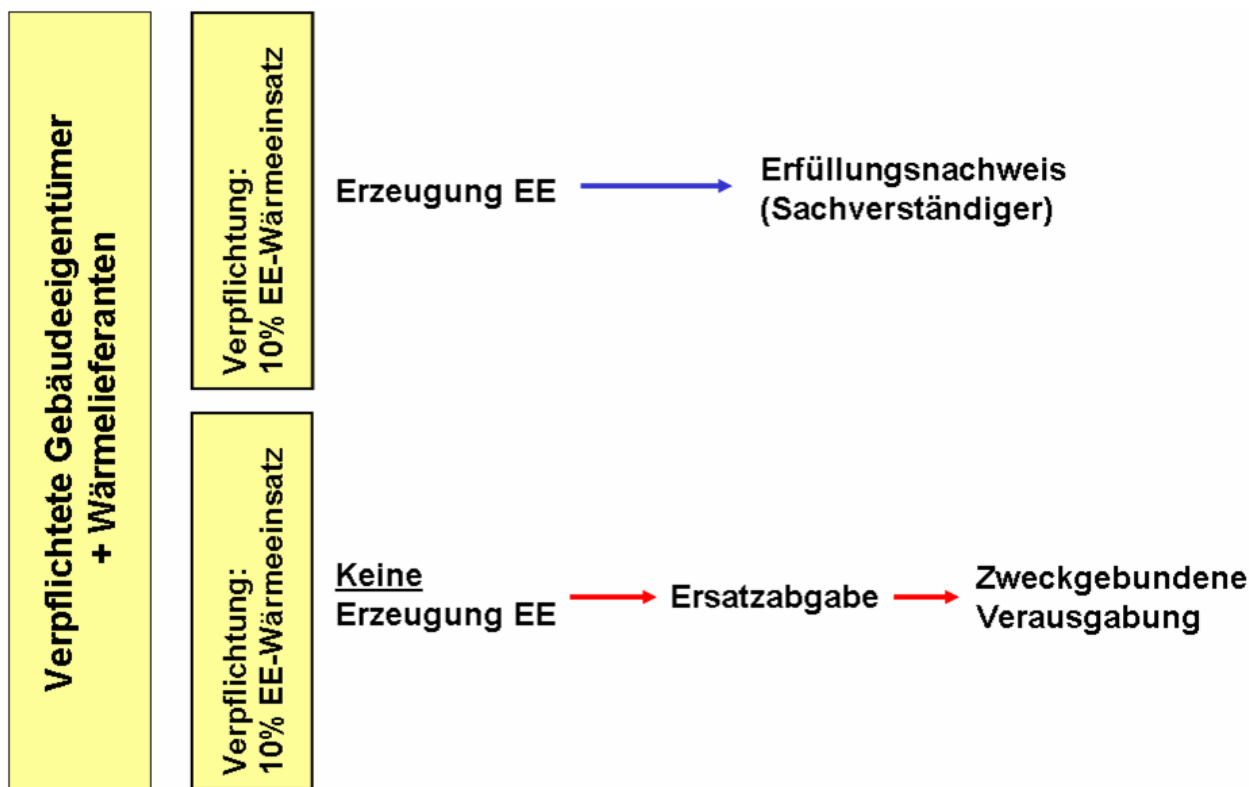 Verpflichtete Gebäudeeigentümer
+ Wärmelieferanten
Verpflichtung:
10% EE-Wärmeeinsatz
Erzeugung EE
Erfüllungsnachweis
(Sachverständiger)
Verpflichtung:
10% EE-Wärmeeinsatz
Keine
Erzeugung EE
Ersatzabgabe
Zweckgebundene
Verausgabung